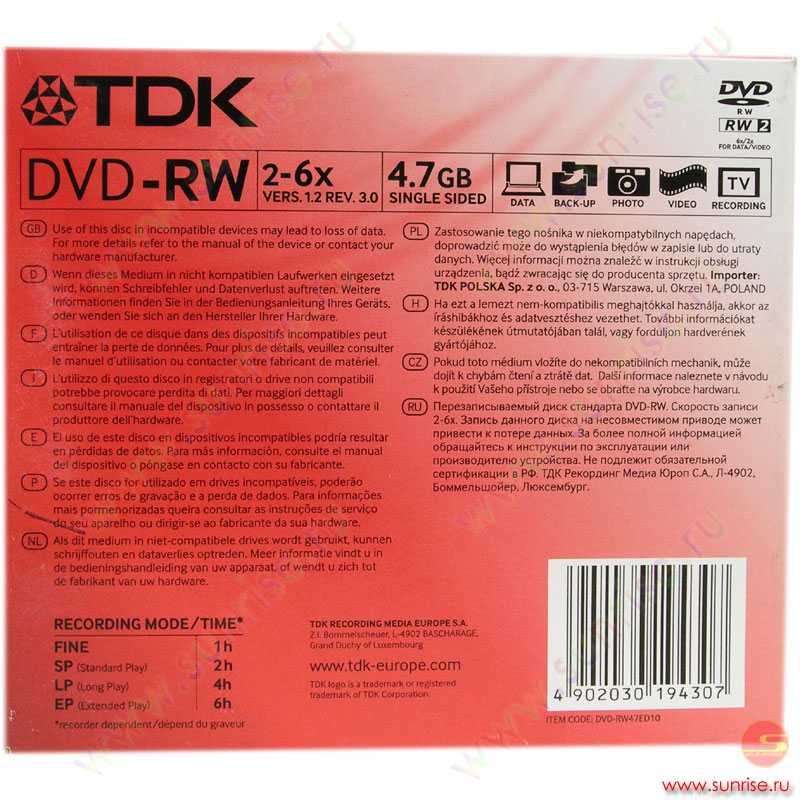 TDK
DVD
RW
RW 2
6x/2x
FOR DATA/VIDEO
DVD-RW
2-6x
VERS. 1.2 REV. 3.0
4.7GB
SINGLE SIDED
DATA
BACK-UP
PHOTO
VIDEO
TV
RECORDING
GB Use of this disc in incompatible devices may lead to loss of data.
For more details refer to the manual of the device or contact your
hardware manufacturer.
D Wenn dieses Medium in nicht kompatiblen Laufwerken eingesetzt
wird, können Schreibfehler und Datenverlust auftreten. Weitere
Informationen finden Sie in der Bedienungsanleitung Ihres Geräts,
oder wenden Sie sich an den Hersteller Ihrer Hardware.
F L'utilisation de ce disque dans des dispositifs incompatibles peut
entraîner la perte de données. Pour plus de détails, veuillez consulter
le manuel d'utilisation ou contacter le fabricant de matériel.
I L'utilizzo di questo disco in registratori o drive non compatibili
potrebbe provocare perdita di dati. Per maggiori dettagli
consultare il manuale del dispositivo in possesso o contattare il
produttore dell'hardware.
E El uso de este disco en dispositivos incompatibles podría resultar
en pérdidas de datos. Para más información, consulte el manual
del dispositivo o póngase en contacto con su fabricante.
P Se este disco for utilizado em drives incompatíveis, poderão
ocorrer erros de gravação e a perda de dados. Para informações
mais pormenorizadas queira consultar as instruções de serviço
do seu aparelho ou dirigir-se ao fabricante da sua hardware.
NL Als dit medium in niet-compatibele drives wordt gebruikt, kunnen
schrijffouten en dataverlies optreden. Meer informatie vindt u in
de bedieningshandleiding van uw apparaat, of wendt u zich tot
de fabrikant van uw hardware.
PL Zastosowanie tego nośnika w niekompatybilnych napędach,
doprowadzić może do wystąpienia błędów w zapisie lub do utraty
danych. Więcej informacji można znaleźć w instrukcji obsługi
urządzenia, bądź zwracając się do producenta sprzętu. Importer:
TDK POLSKA Sp. z o. o., 03-715 Warszawa, ul. Okrzei 1A, POLAND
H Ha ezt a lemezt nem-kompatibilis meghajtókkal használja, akkor az
íráshibákhoz és adatvesztéshez vezethet. További információkat
készülékének útmutatójában talál, vagy forduljon hardverének
gyártójához.
CZ Pokud toto médium vložíte do nekompatibilních mechanik, může
dojít k chybám čtení a ztrátě dat. Další informace naleznete v návodu
k použití Vašeho přístroje nebo se obraťte na výrobce hardwaru.
RU Перезаписываемый диск стандарта DVD-RW. Скорость записи
2-6x. Запись данного диска на несовместимом приводе может
привести к потере данных. За более полной информацией
обращайтесь к инструкции по эксплуатации или
производителю устройства. Не подлежит обязательной
сертификации в РФ. ТДК Рекординг Медиа Юроп С.А., Л-4902,
Боммельшойер, Люксембург.
RECORDING MODE/TIME*
FINE 1h
SP (Standard Play) 2h
LP (Long Play) 4h
EP (Extended Play) 6h
*recorder dependent/dépend du graveur
TDK RECORDING MEDIA EUROPE S.A.
Z.I. Bommelscheuer, L-4902 BASCHARAGE,
Grand Duchy of Luxembourg
www.tdk-europe.com
TDK logo is a trademark or registered
trademark of TDK Corporation.
4 902030 194307
ITEM CODE: DVD-RW47ED10
www.sunrise.ru
www.sunrise.ru
www.sunrise.ru
www.sunrise.ru